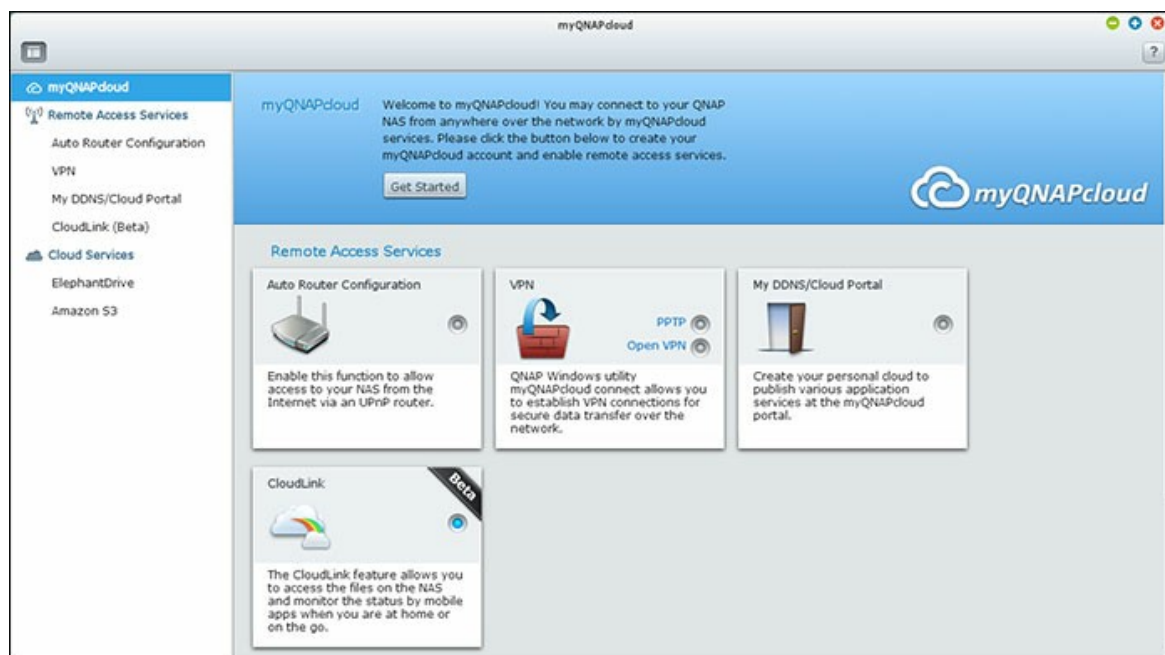 myQNAPcloud
?
myQNAPcloud
Remote Access Services
Auto Router Configuration
VPN
My DDNS/Cloud Portal
CloudLink (Beta)
Cloud Services
ElephantDrive
Amazon S3
myQNAPcloud
Welcome to myQNAPcloud! You may connect to your QNAP
NAS from anywhere over the network by myQNAPcloud
services. Please click the button below to create your
myQNAPcloud account and enable remote access services.
Get Started
myQNAPcloud
Remote Access Services
Auto Router Configuration
Enable this function to allow
access to your NAS from the
Internet via an UPnP router.
VPN
PPTP
Open VPN
QNAP Windows utility
myQNAPcloud connect allows you
to establish VPN connections for
secure data transfer over the
network.
My DDNS/Cloud Portal
Create your personal cloud to
publish various application
services at the myQNAPcloud
portal.
CloudLink
Beta
The CloudLink feature allows you
to access the files on the NAS
and monitor the status by mobile
apps when you are at home or
on the go.